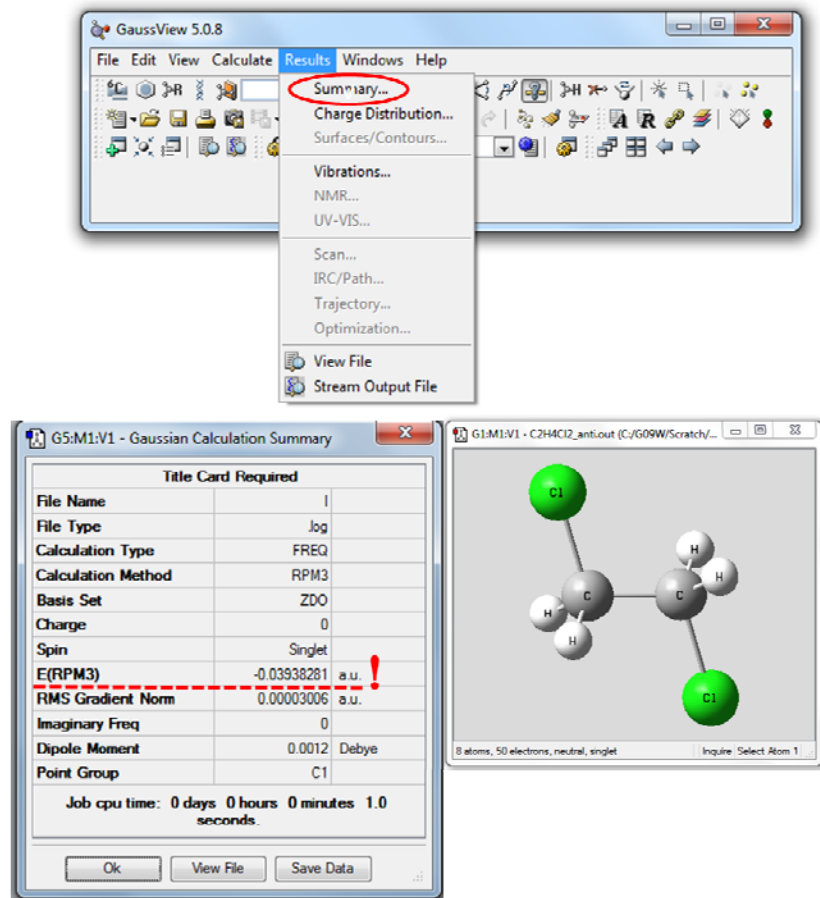 GaussView 5.0.8
File Edit View Calculate Results Windows Help
Summary...
Charge Distribution...
Surfaces/Contours...
Vibrations...
NMR...
UV-VIS...
Scan...
IRC/Path...
Trajectory...
Optimization...
View File
Stream Output File
G5:M1:V1 - Gaussian Calculation Summary
Title Card Required
File Name l
File Type .log
Calculation Type FREQ
Calculation Method RPM3
Basis Set ZDO
Charge 0
Spin Singlet
E(RPM3) -0.03938281 a.u. !
RMS Gradient Norm 0.00003006 a.u.
Imaginary Freq 0
Dipole Moment 0.0012 Debye
Point Group C1
Job cpu time: 0 days 0 hours 0 minutes 1.0
seconds.
Ok View File Save Data
G1:M1:V1 - C2H4Cl2_anti.out (C:/G09W/Scratch/...
Cl
H
H
C C
H
H
Cl
8 atoms, 50 electrons, neutral, singlet Inquire Select Atom 1